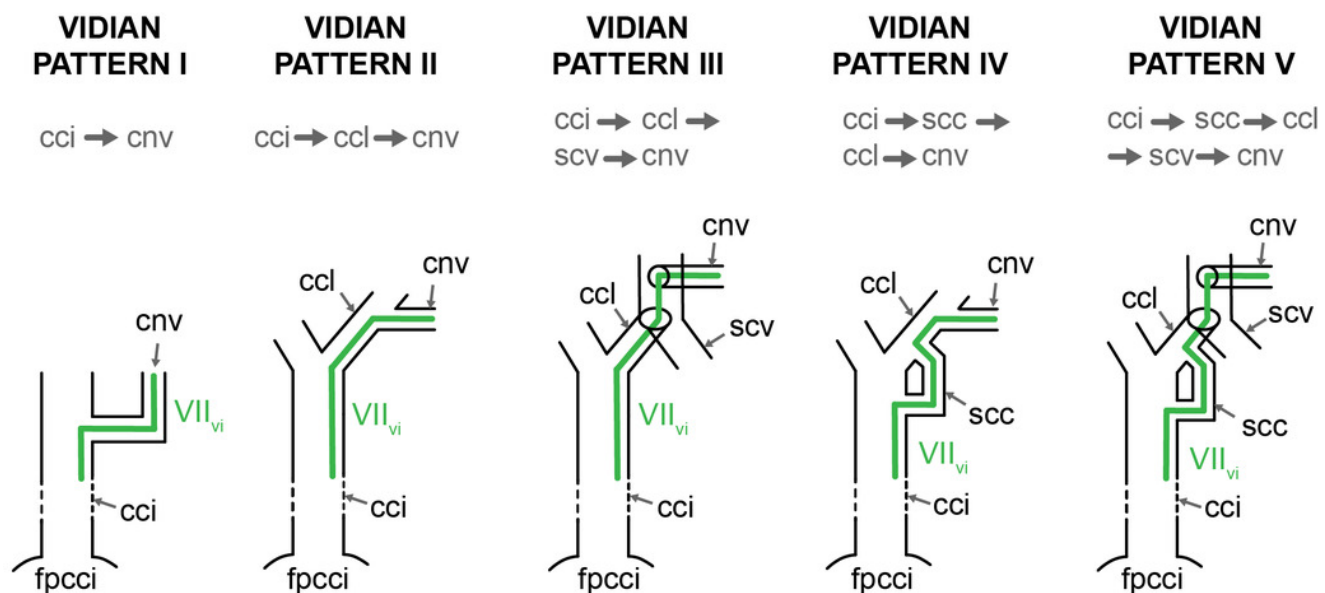 VIDIAN PATTERN I
cci → cnv
cnv
VII vi
cci
fpcci
VIDIAN PATTERN II
cci → ccl → cnv
ccl
cnv
VII vi
cci
fpcci
VIDIAN PATTERN III
cci → ccl →
scv → cnv
cnv
ccl
scv
VII vi
cci
fpcci
VIDIAN PATTERN IV
cci → scc →
ccl → cnv
ccl
cnv
scc
VII vi
cci
fpcci
VIDIAN PATTERN V
cci → scc → ccl
→ scv → cnv
cnv
ccl
scv
scc
VII vi
cci
fpcci